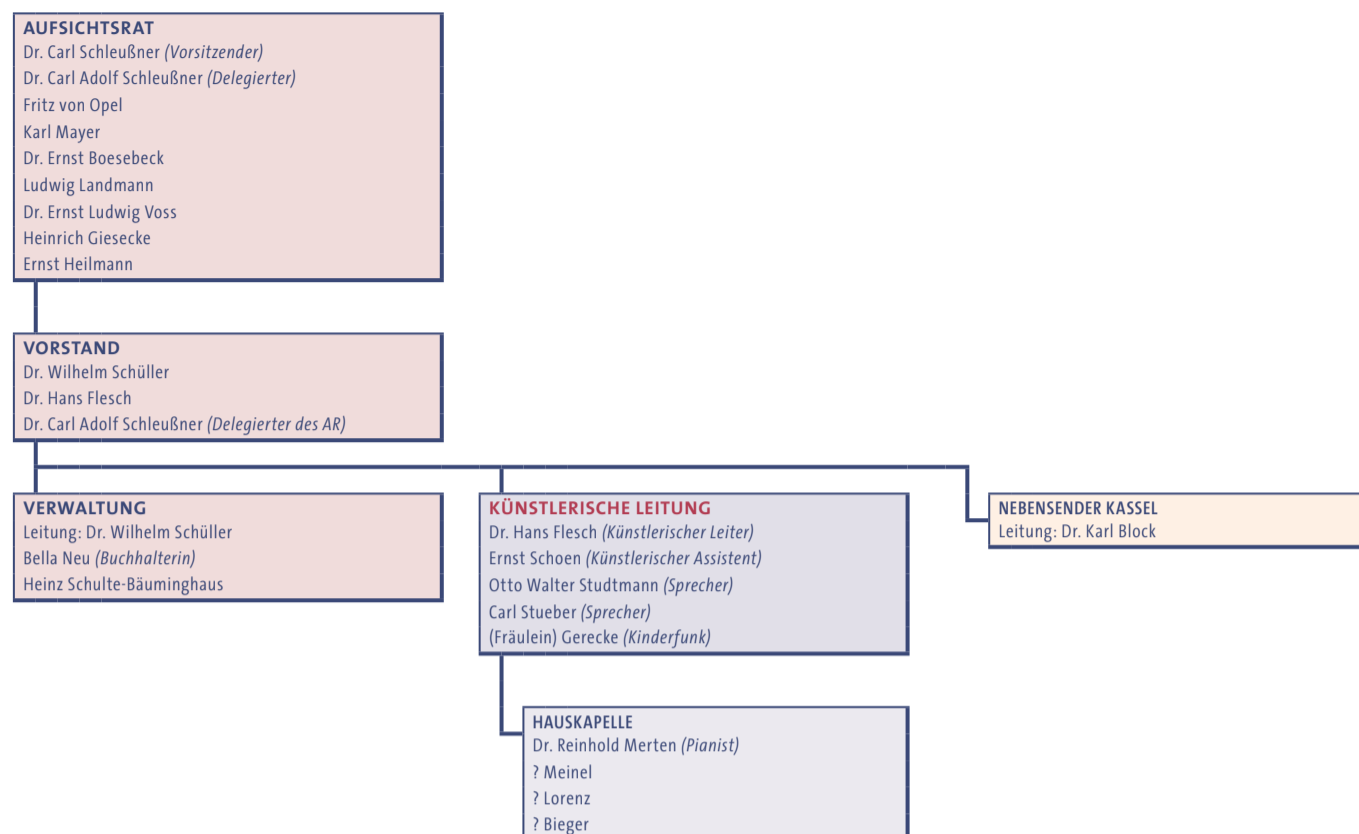 AUFSICHTSRAT
Dr. Carl Schleußner (Vorsitzender)
Dr. Carl Adolf Schleußner (Delegierter)
Fritz von Opel
Karl Mayer
Dr. Ernst Boesebeck
Ludwig Landmann
Dr. Ernst Ludwig Voss
Heinrich Giesecke
Ernst Heilmann
VORSTAND
Dr. Wilhelm Schüller
Dr. Hans Flesch
Dr. Carl Adolf Schleußner (Delegierter des AR)
VERWALTUNG
Leitung: Dr. Wilhelm Schüller
Bella Neu (Buchhalterin)
Heinz Schulte-Bäuminghaus
KÜNSTLERISCHE LEITUNG
Dr. Hans Flesch (Künstlerischer Leiter)
Ernst Schoen (Künstlerischer Assistent)
Otto Walter Studtmann (Sprecher)
Carl Stueber (Sprecher)
(Fräulein) Gerecke (Kinderfunk)
NEBENSENDER KASSEL
Leitung: Dr. Karl Block
HAUSKAPELLE
Dr. Reinhold Merten (Pianist)
? Meinel
? Lorenz
? Bieger